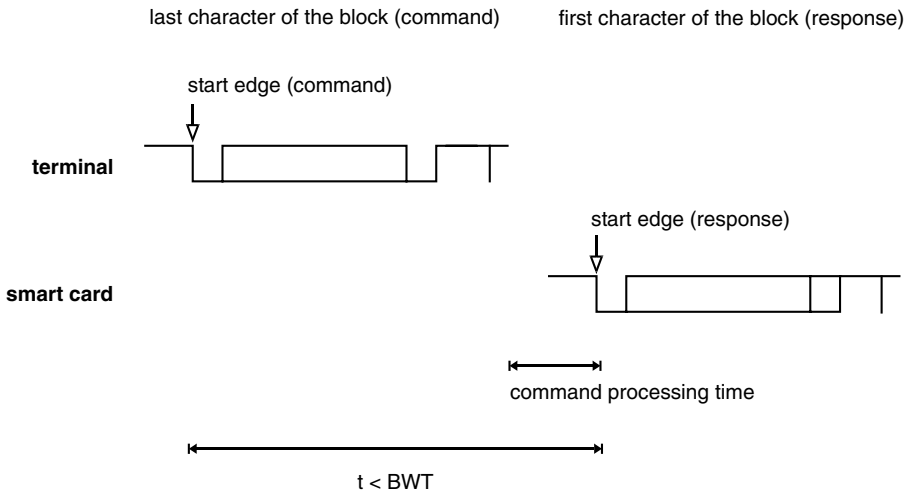 last character of the block (command)
first character of the block (response)
start edge (command)
terminal
start edge (response)
smart card
command processing time
t < BWT